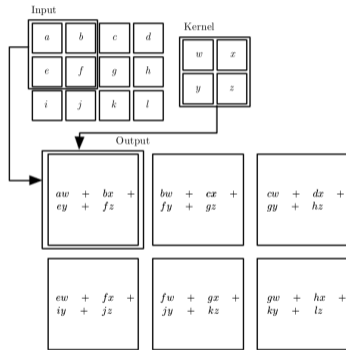 Input
Kernel
a b c d
w x
e f g h
y z
i j k l
Output
aw + bx +
ey + fz
bw + cx +
fy + gz
cw + dx +
gy + hz
ew + fx +
iy + jz
fw + gx +
jy + kz
gw + hx +
ky + lz